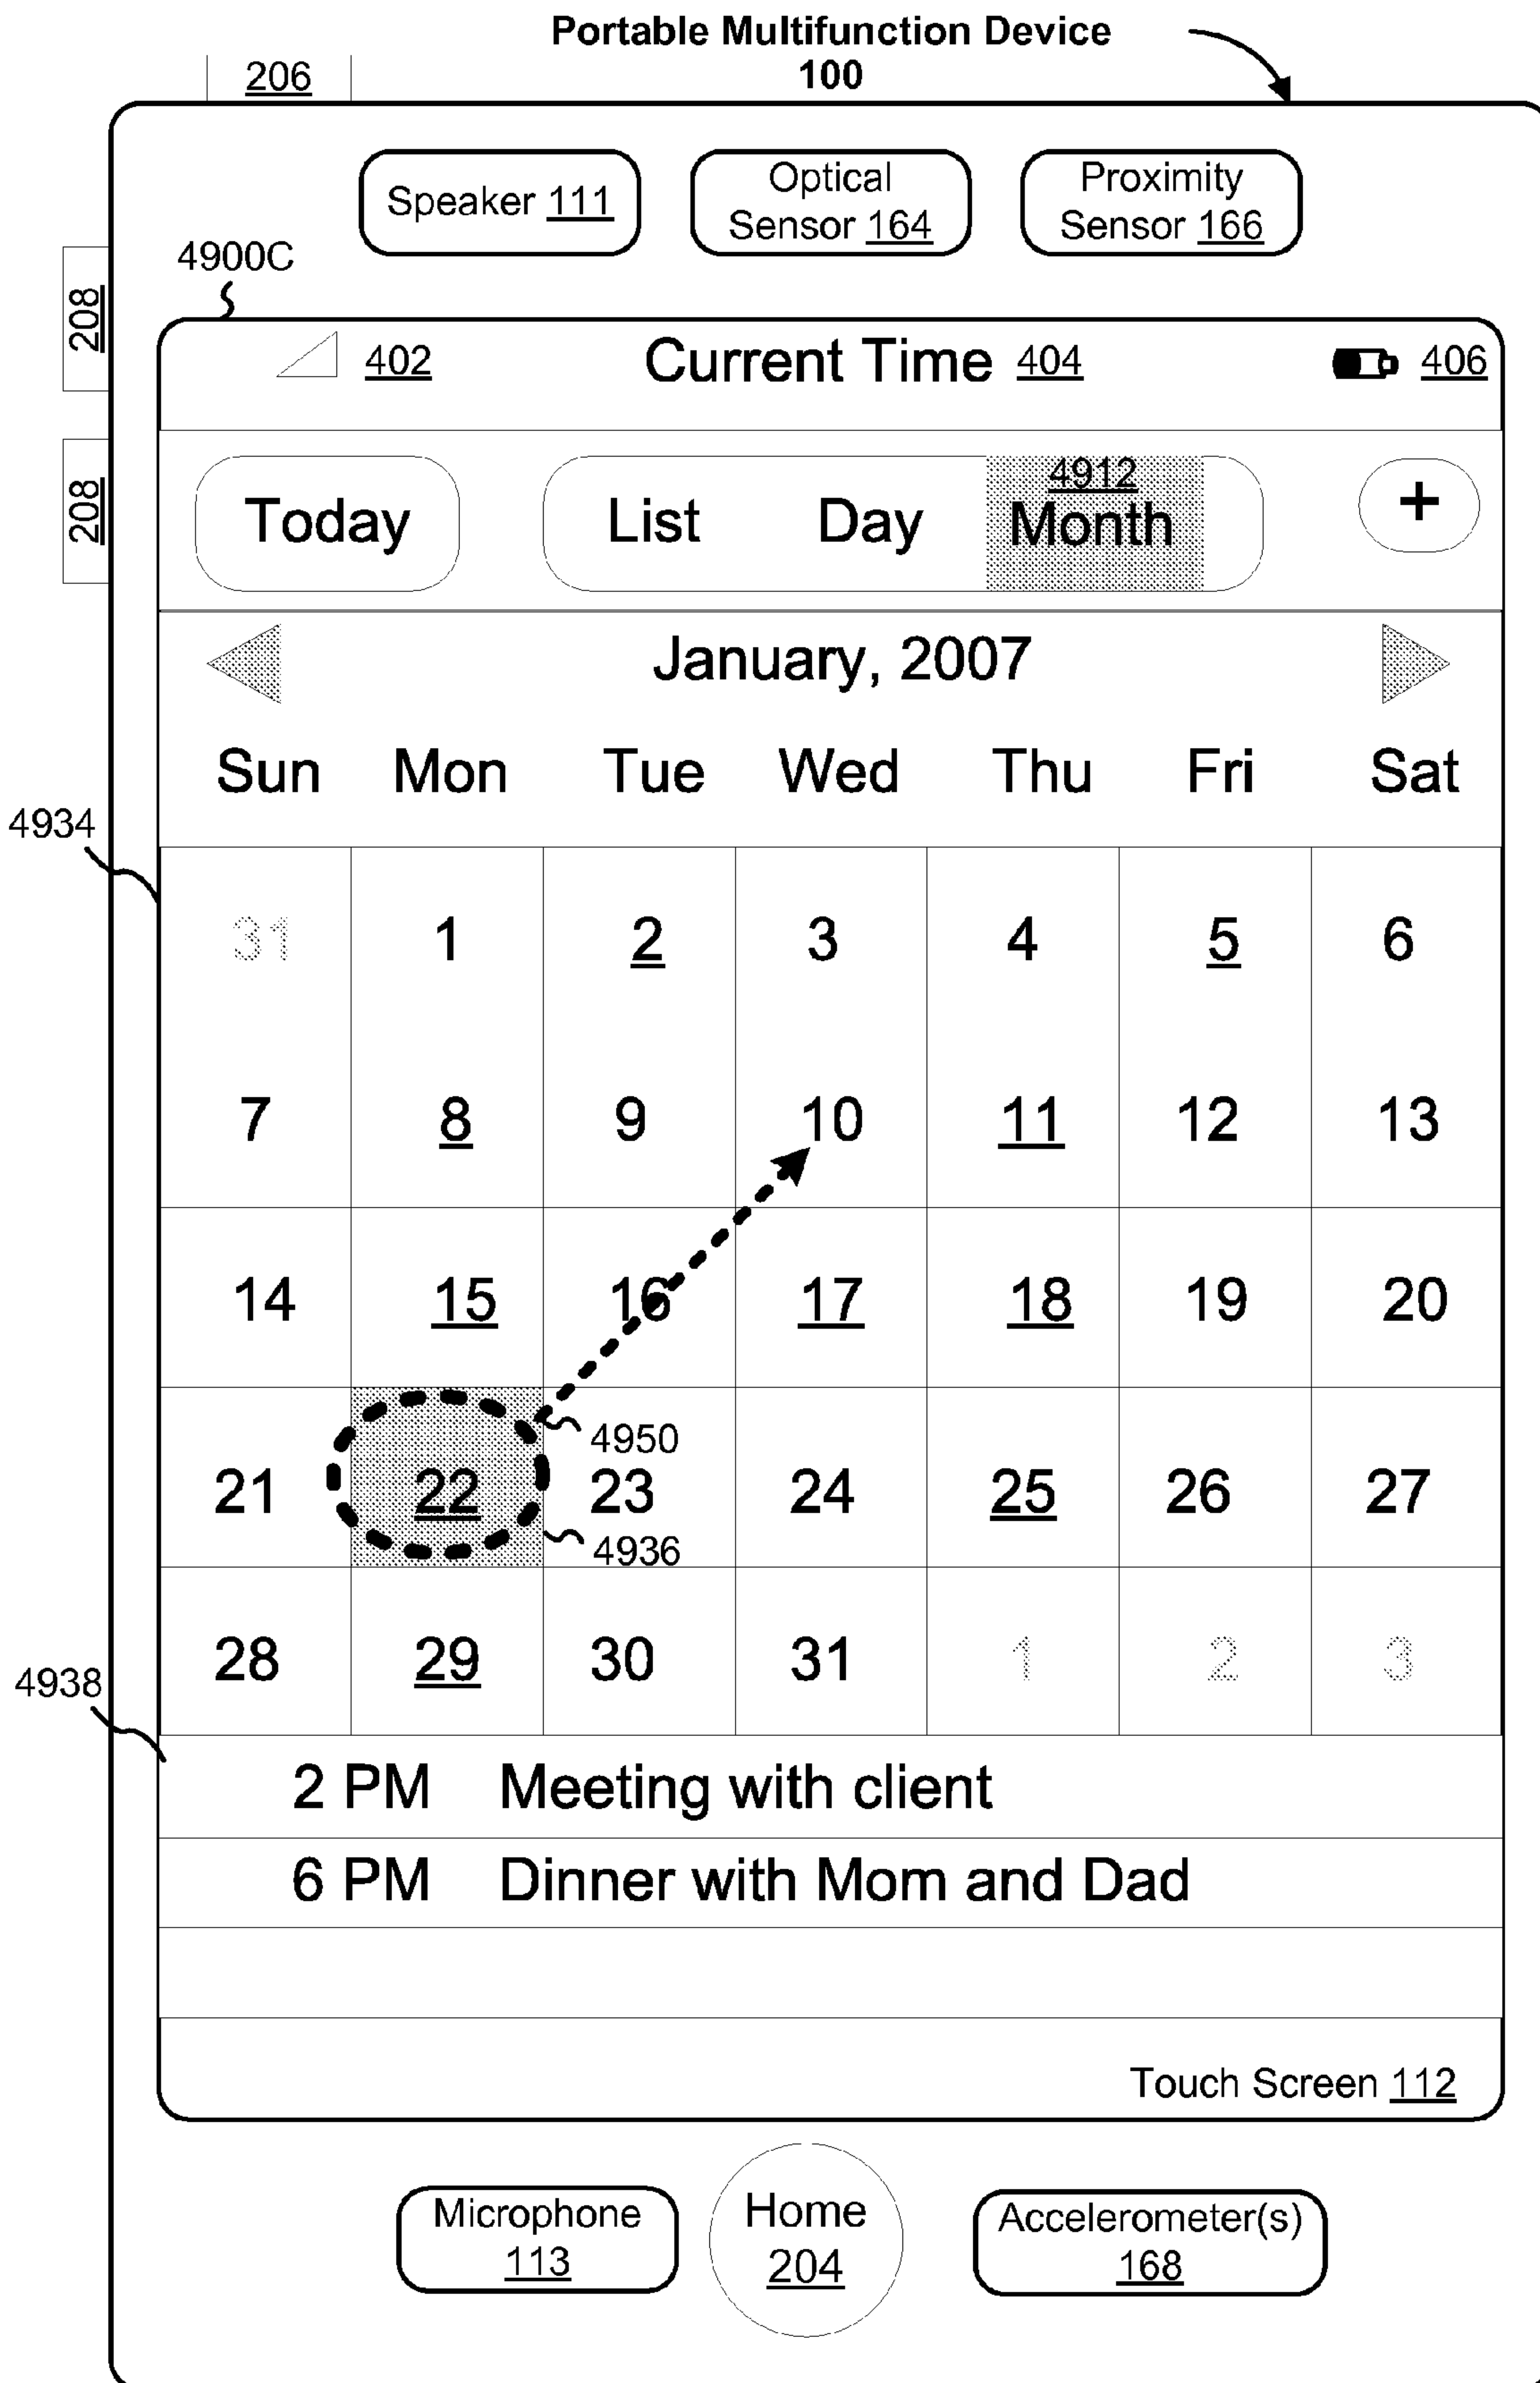 Portable Multifunction Device
100
206
Speaker 111
Optical
Sensor 164
Proximity
Sensor 166
4900C
208
402 Current Time 404 406
208
4912
Today List Day Month +
January, 2007
Sun Mon Tue Wed Thu Fri Sat
4934
31 1 2 3 4 5 6
7 8 9 10 11 12 13
14 15 16 17 18 19 20
4950
21 22 23 24 25 26 27
4936
28 29 30 31 1 2 3
4938
2 PM Meeting with client
6 PM Dinner with Mom and Dad
Touch Screen 112
Microphone
113
Home
204
Accelerometer(s)
168